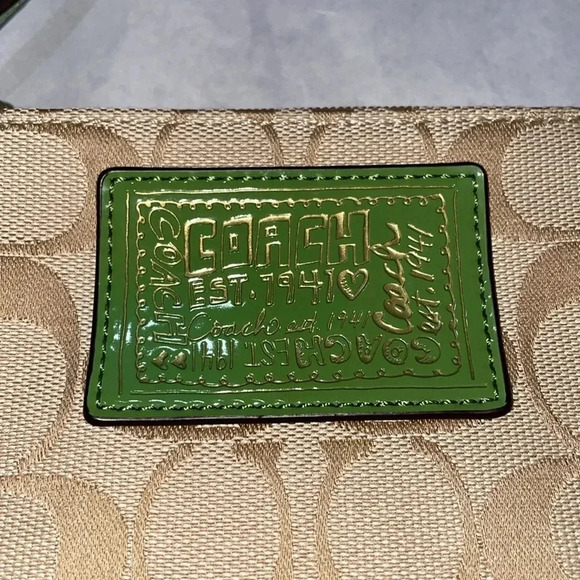 COACH
EST. 1941
Coach est. 1941
COACH EST 1941
COACH
Coach
est. 1941